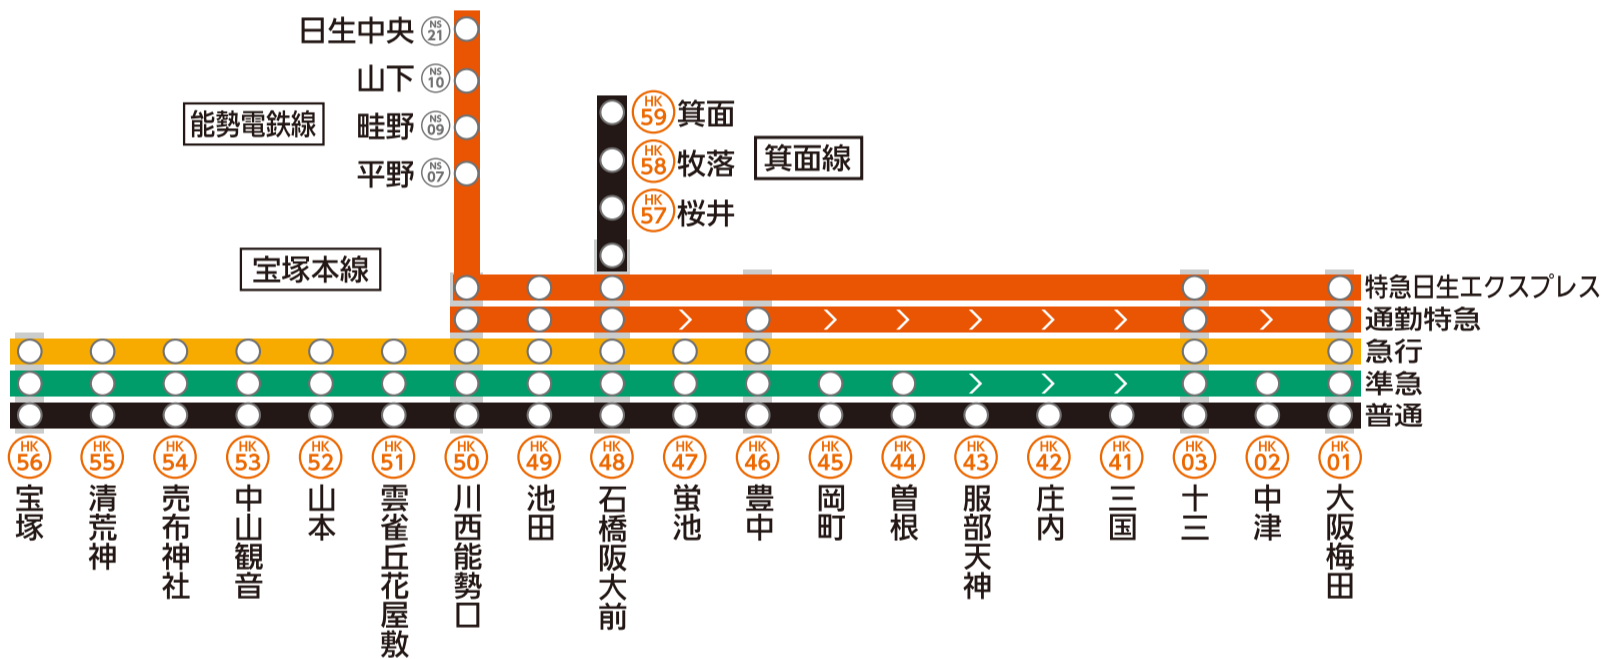 日生中央 NS 21
山下 NS 10
畦野 NS 09
平野 NS 07
能勢電鉄線
HK 59 箕面
HK 58 牧落
HK 57 桜井
箕面線
宝塚本線
特急日生エクスプレス
通勤特急
急行
準急
普通
HK 56 宝塚
HK 55 清荒神
HK 54 売布神社
HK 53 中山観音
HK 52 山本
HK 51 雲雀丘花屋敷
HK 50 川西能勢口
HK 49 池田
HK 48 石橋阪大前
HK 47 蛍池
HK 46 豊中
HK 45 岡町
HK 44 曽根
HK 43 服部天神
HK 42 庄内
HK 41 三国
HK 03 十三
HK 02 中津
HK 01 大阪梅田